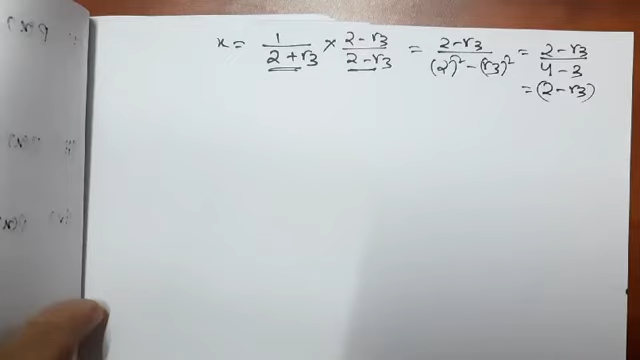 x = 1/(2+√3) × (2-√3)/(2-√3) = (2-√3)/((2)²-(√3)²) = (2-√3)/(4-3)
= (2-√3)